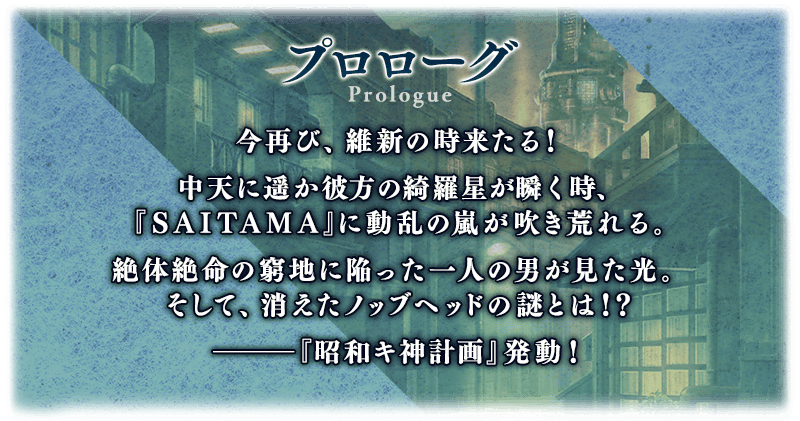 プロローグ
Prologue
今再び、維新の時来たる！
中天に遥か彼方の綺羅星が瞬く時、
『SAITAMA』に動乱の嵐が吹き荒れる。
絶体絶命の窮地に陥った一人の男が見た光。
そして、消えたノッブヘッドの謎とは！？
―――『昭和キ神計画』発動！